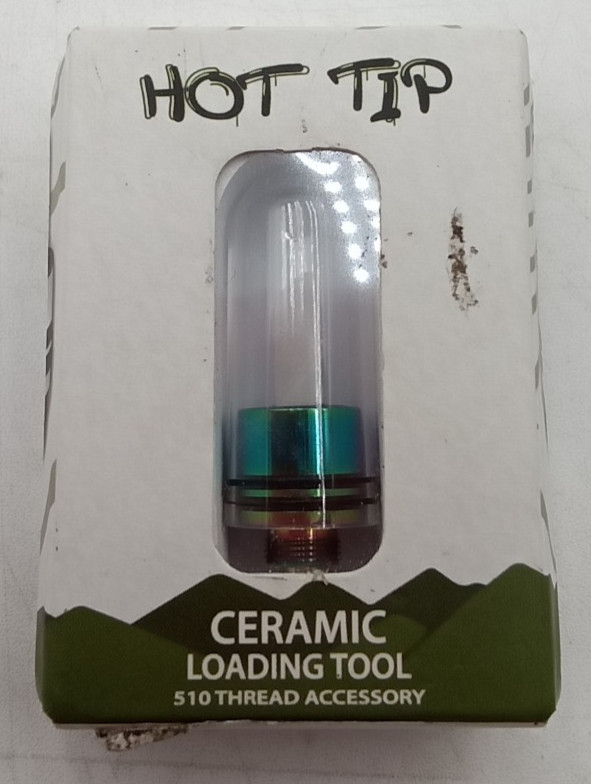 HOT TIP
CERAMIC
LOADING TOOL
510 THREAD ACCESSORY